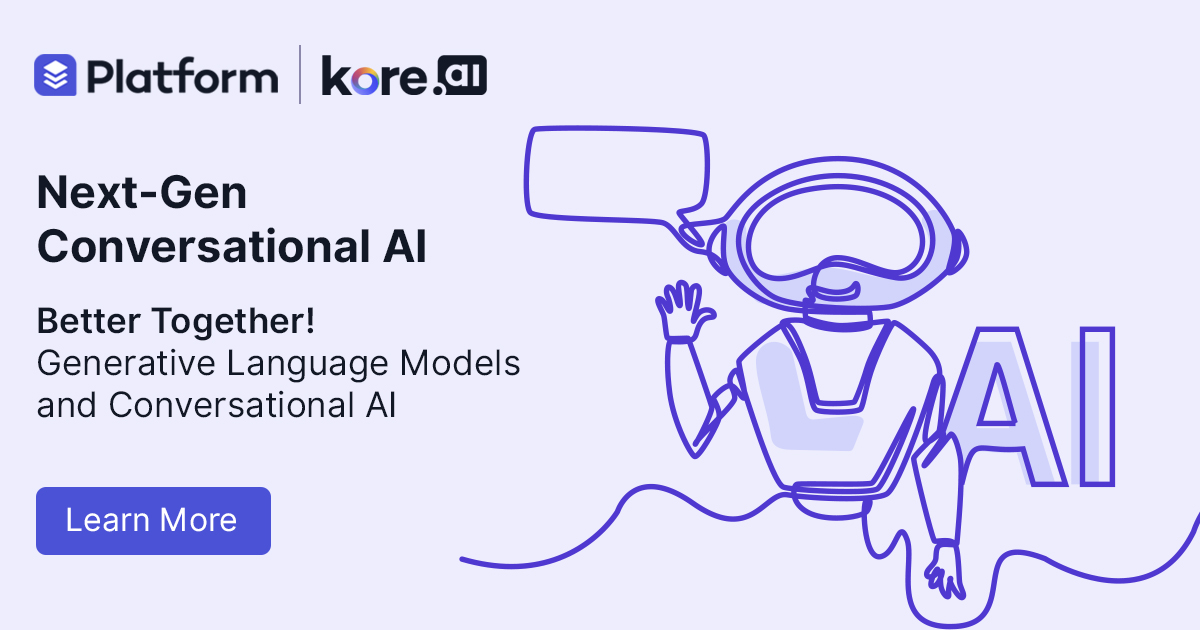 Platform | kore.ai
Next-Gen
Conversational AI
Better Together!
Generative Language Models
and Conversational AI
Learn More
AI